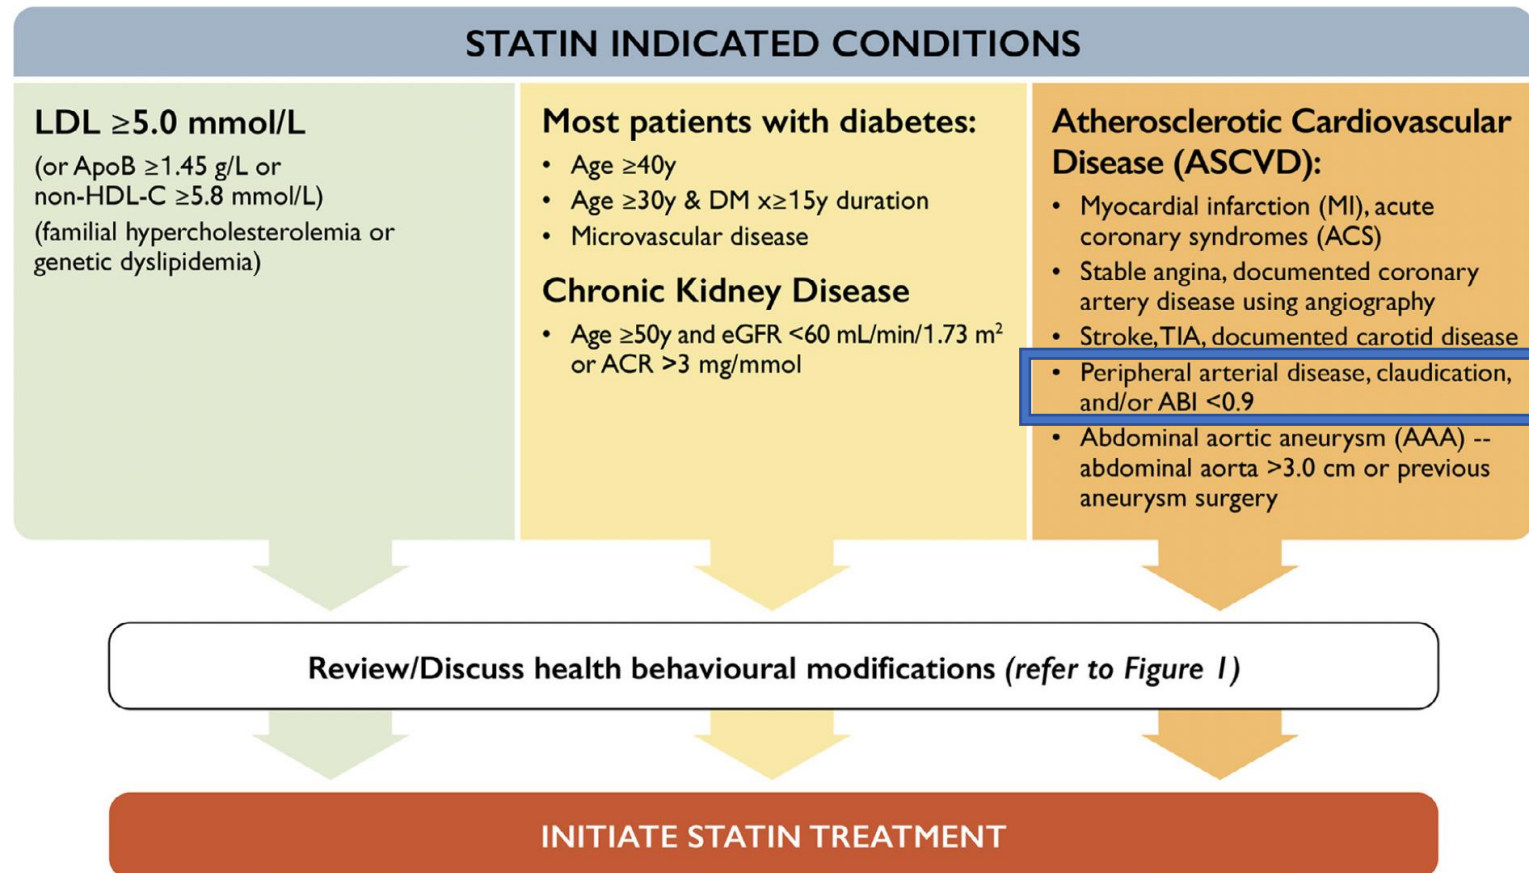 STATIN INDICATED CONDITIONS
LDL ≥5.0 mmol/L
(or ApoB ≥1.45 g/L or
non-HDL-C ≥5.8 mmol/L)
(familial hypercholesterolemia or
genetic dyslipidemia)
Most patients with diabetes:
• Age ≥40y
• Age ≥30y & DM x≥15y duration
• Microvascular disease
Chronic Kidney Disease
• Age ≥50y and eGFR <60 mL/min/1.73 m²
or ACR >3 mg/mmol
Atherosclerotic Cardiovascular
Disease (ASCVD):
• Myocardial infarction (MI), acute
coronary syndromes (ACS)
• Stable angina, documented coronary
artery disease using angiography
• Stroke, TIA, documented carotid disease
• Peripheral arterial disease, claudication,
and/or ABI <0.9
• Abdominal aortic aneurysm (AAA) --
abdominal aorta >3.0 cm or previous
aneurysm surgery
Review/Discuss health behavioural modifications (refer to Figure 1)
INITIATE STATIN TREATMENT